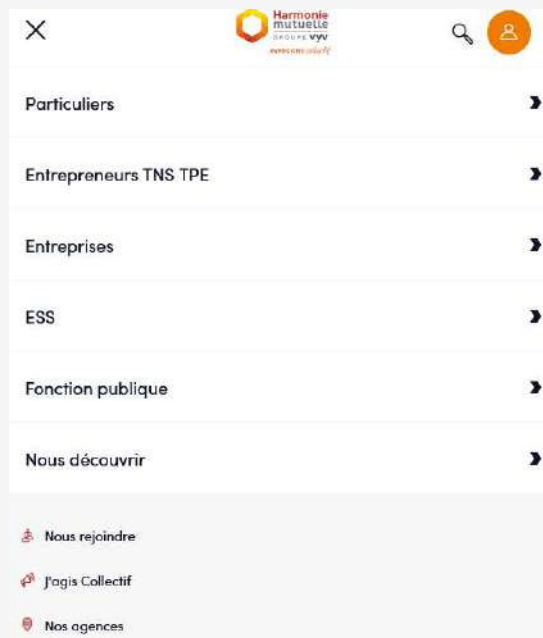 Harmonie
mutuelle
GROUPE vyv
Particuliers
Entrepreneurs TNS TPE
Entreprises
ESS
Fonction publique
Nous découvrir
Nous rejoindre
J'agis Collectif
Nos agences